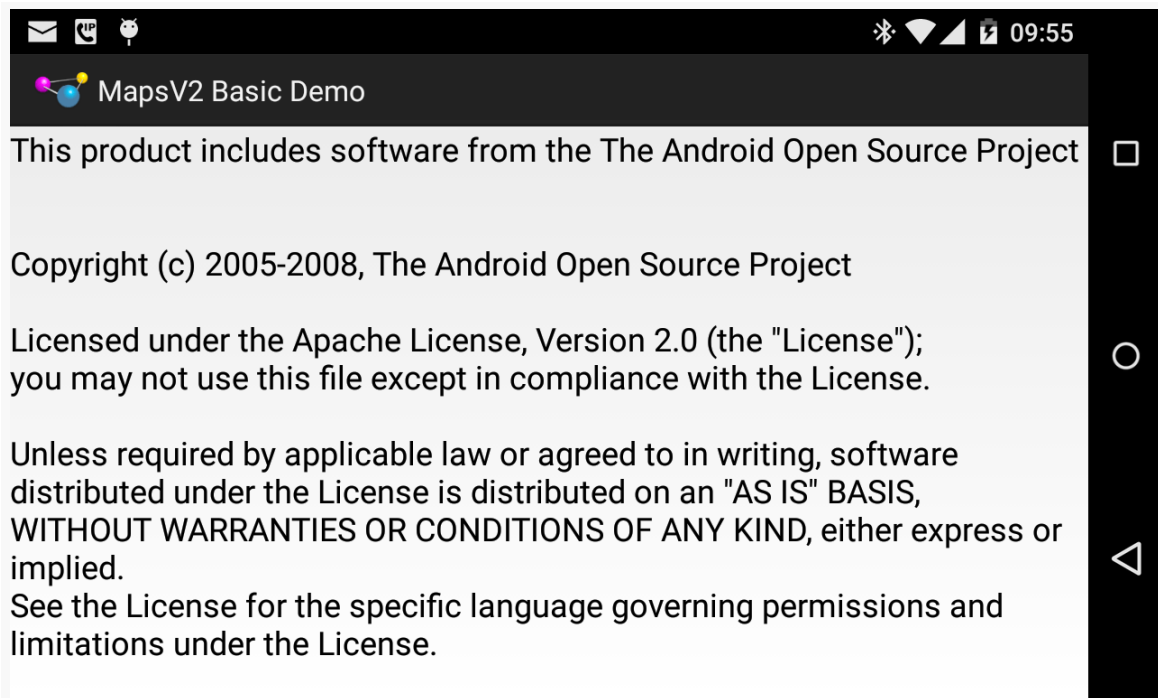 09:55
MapsV2 Basic Demo
This product includes software from the The Android Open Source Project
Copyright (c) 2005-2008, The Android Open Source Project
Licensed under the Apache License, Version 2.0 (the "License");
you may not use this file except in compliance with the License.
Unless required by applicable law or agreed to in writing, software
distributed under the License is distributed on an "AS IS" BASIS,
WITHOUT WARRANTIES OR CONDITIONS OF ANY KIND, either express or
implied.
See the License for the specific language governing permissions and
limitations under the License.